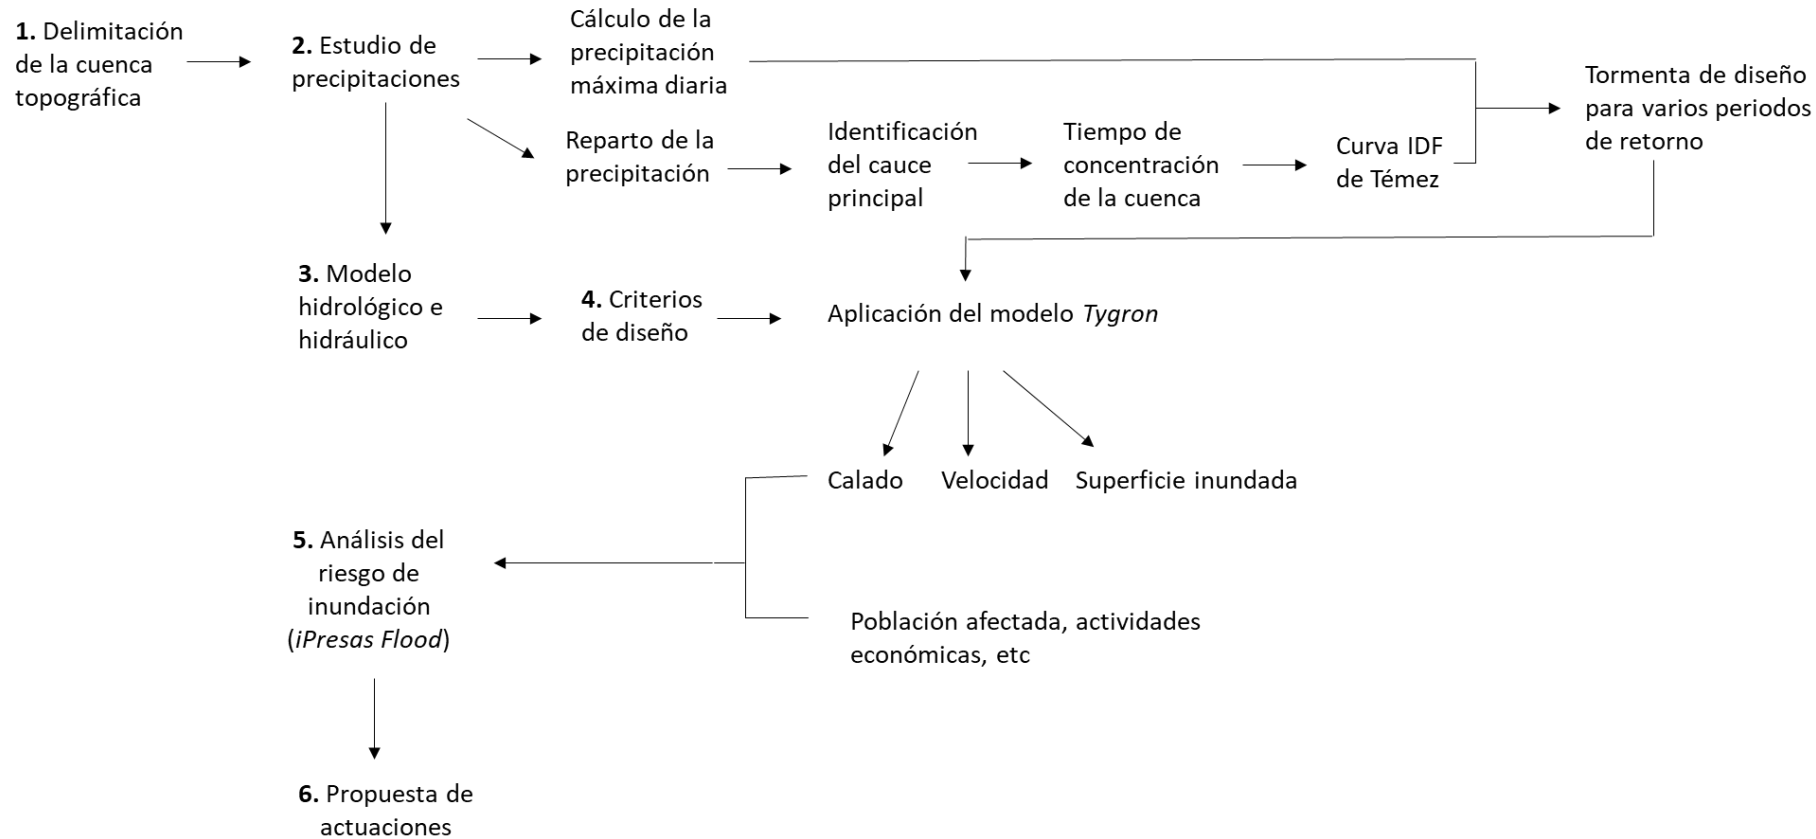 1. Delimitación
de la cuenca
topográfica
2. Estudio de
precipitaciones
Cálculo de la
precipitación
máxima diaria
Reparto de la
precipitación
Identificación
del cauce
principal
Tiempo de
concentración
de la cuenca
Curva IDF
de Témez
Tormenta de diseño
para varios periodos
de retorno
3. Modelo
hidrológico e
hidráulico
4. Criterios
de diseño
Aplicación del modelo Tygron
Calado
Velocidad
Superficie inundada
5. Análisis del
riesgo de
inundación
(iPresas Flood)
Población afectada, actividades
económicas, etc
6. Propuesta de
actuaciones